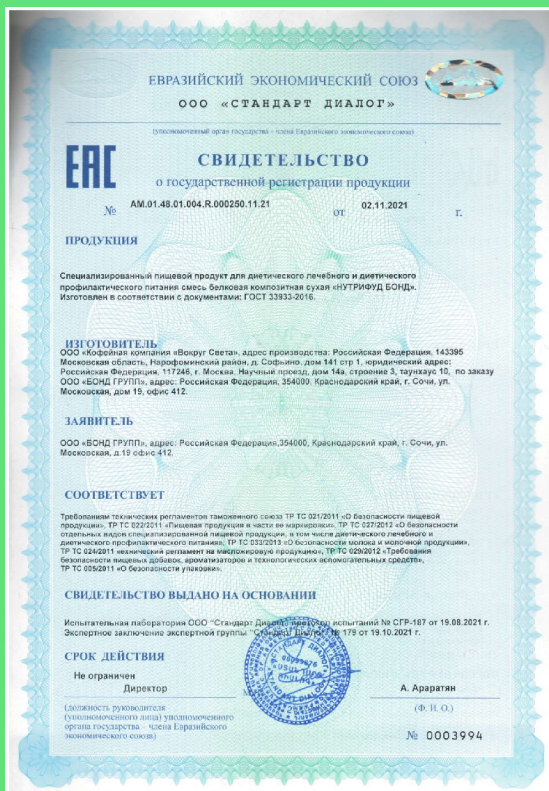 ЕВРАЗИЙСКИЙ ЭКОНОМИЧЕСКИЙ СОЮЗ
ООО «СТАНДАРТ ДИАЛОГ»
(уполномоченный орган государства – члена Евразийского экономического союза)
ЕАС
СВИДЕТЕЛЬСТВО
о государственной регистрации продукции
№ AM.01.48.01.004.R.000250.11.21 от 02.11.2021 г.
ПРОДУКЦИЯ
Специализированный пищевой продукт для диетического лечебного и диетического
профилактического питания смесь белковая композитная сухая «НУТРИФУД БОНД».
Изготовлен в соответствии с документами: ГОСТ 33933-2016.
ИЗГОТОВИТЕЛЬ
ООО «Кофейная компания «Вокруг Света», адрес производства: Российская Федерация, 143395
Московская область, Нарофоминский район, д. Софьино, дом 141 стр 1, юридический адрес:
Российская Федерация, 117246, г. Москва, Научный проезд, дом 14а, строение 3, таунхаус 10, по заказу
ООО «БОНД ГРУПП», адрес: Российская Федерация, 354000, Краснодарский край, г. Сочи, ул.
Московская, дом 19, офис 412.
ЗАЯВИТЕЛЬ
ООО «БОНД ГРУПП», адрес: Российская Федерация,354000, Краснодарский край, г. Сочи, ул.
Московская, д.19 офис 412.
СООТВЕТСТВУЕТ
Требованиям технических регламентов таможенного союза ТР ТС 021/2011 «О безопасности пищевой
продукции», ТР ТС 022/2011 «Пищевая продукция в части ее маркировки», ТР ТС 027/2012 «О безопасности
отдельных видов специализированной пищевой продукции, в том числе диетического лечебного и
диетического профилактического питания», ТР ТС 033/2013 «О безопасности молока и молочной продукции»,
ТР ТС 024/2011 «ехнический регламент на масложировую продукцию», ТР ТС 029/2012 «Требования
безопасности пищевых добавок, ароматизаторов и технологических вспомогательных средств»,
ТР ТС 005/2011 «О безопасности упаковки».
СВИДЕТЕЛЬСТВО ВЫДАНО НА ОСНОВАНИИ
Испытательная лаборатория ООО "Стандарт Диалог" протокол испытаний № СГР-187 от 19.08.2021 г.
Экспертное заключение экспертной группы "Стандарт Диалог" № 179 от 19.10.2021 г.
СРОК ДЕЙСТВИЯ
Не ограничен
Директор
А. Араратян
(должность руководителя
(уполномоченного лица) уполномоченного
органа государства – члена Евразийского
экономического союза)
(Ф. И. О.)
№ 0003994